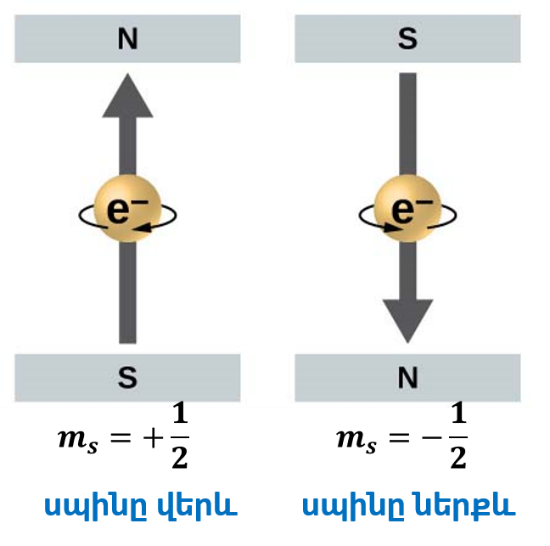 N
S
e⁻
e⁻
S
N
mₛ = +1/2
mₛ = −1/2
սպինը վերև
սպինը ներքև